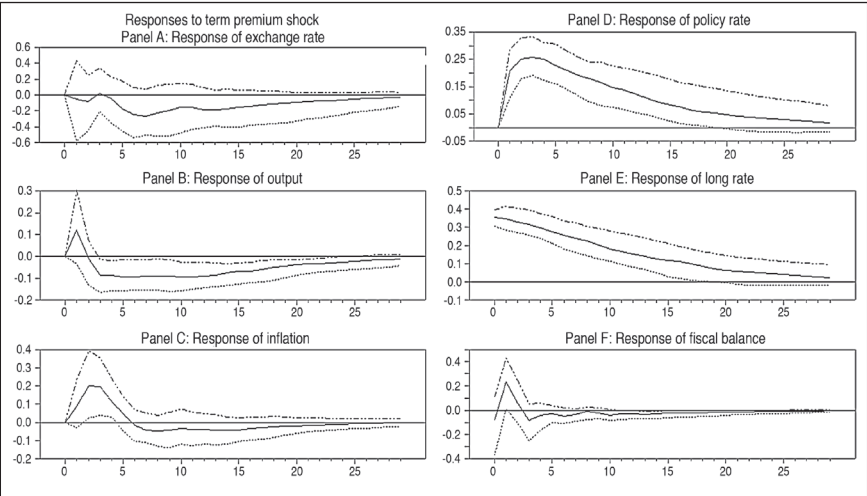 Responses to term premium shock
Panel A: Response of exchange rate
0.6
0.4
0.2
0.0
-0.2
-0.4
-0.6
0 5 10 15 20 25
Panel B: Response of output
0.3
0.2
0.1
0.0
-0.1
-0.2
0 5 10 15 20 25
Panel C: Response of inflation
0.4
0.3
0.2
0.1
0.0
-0.1
-0.2
0 5 10 15 20 25
Panel D: Response of policy rate
0.35
0.25
0.15
0.05
-0.05
0 5 10 15 20 25
Panel E: Response of long rate
0.5
0.4
0.3
0.2
0.1
0.0
-0.1
0 5 10 15 20 25
Panel F: Response of fiscal balance
0.4
0.2
0.0
-0.2
-0.4
0 5 10 15 20 25